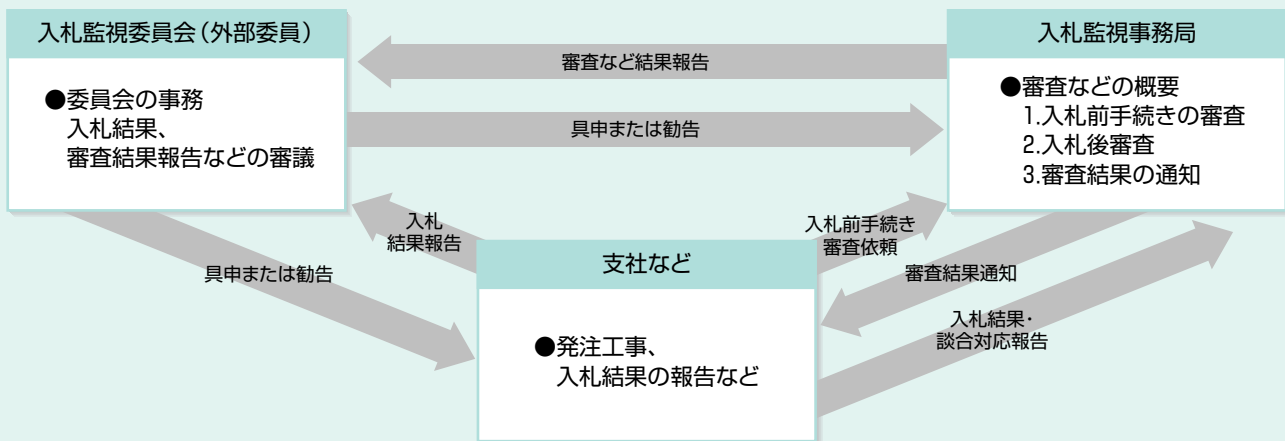 入札監視委員会(外部委員)
●委員会の事務
入札結果、
審査結果報告などの審議
審査など結果報告
具申または勧告
入札監視事務局
●審査などの概要
1.入札前手続きの審査
2.入札後審査
3.審査結果の通知
入札
結果報告
具申または勧告
支社など
●発注工事、
入札結果の報告など
入札前手続き
審査依頼
審査結果通知
入札結果・
談合対応報告